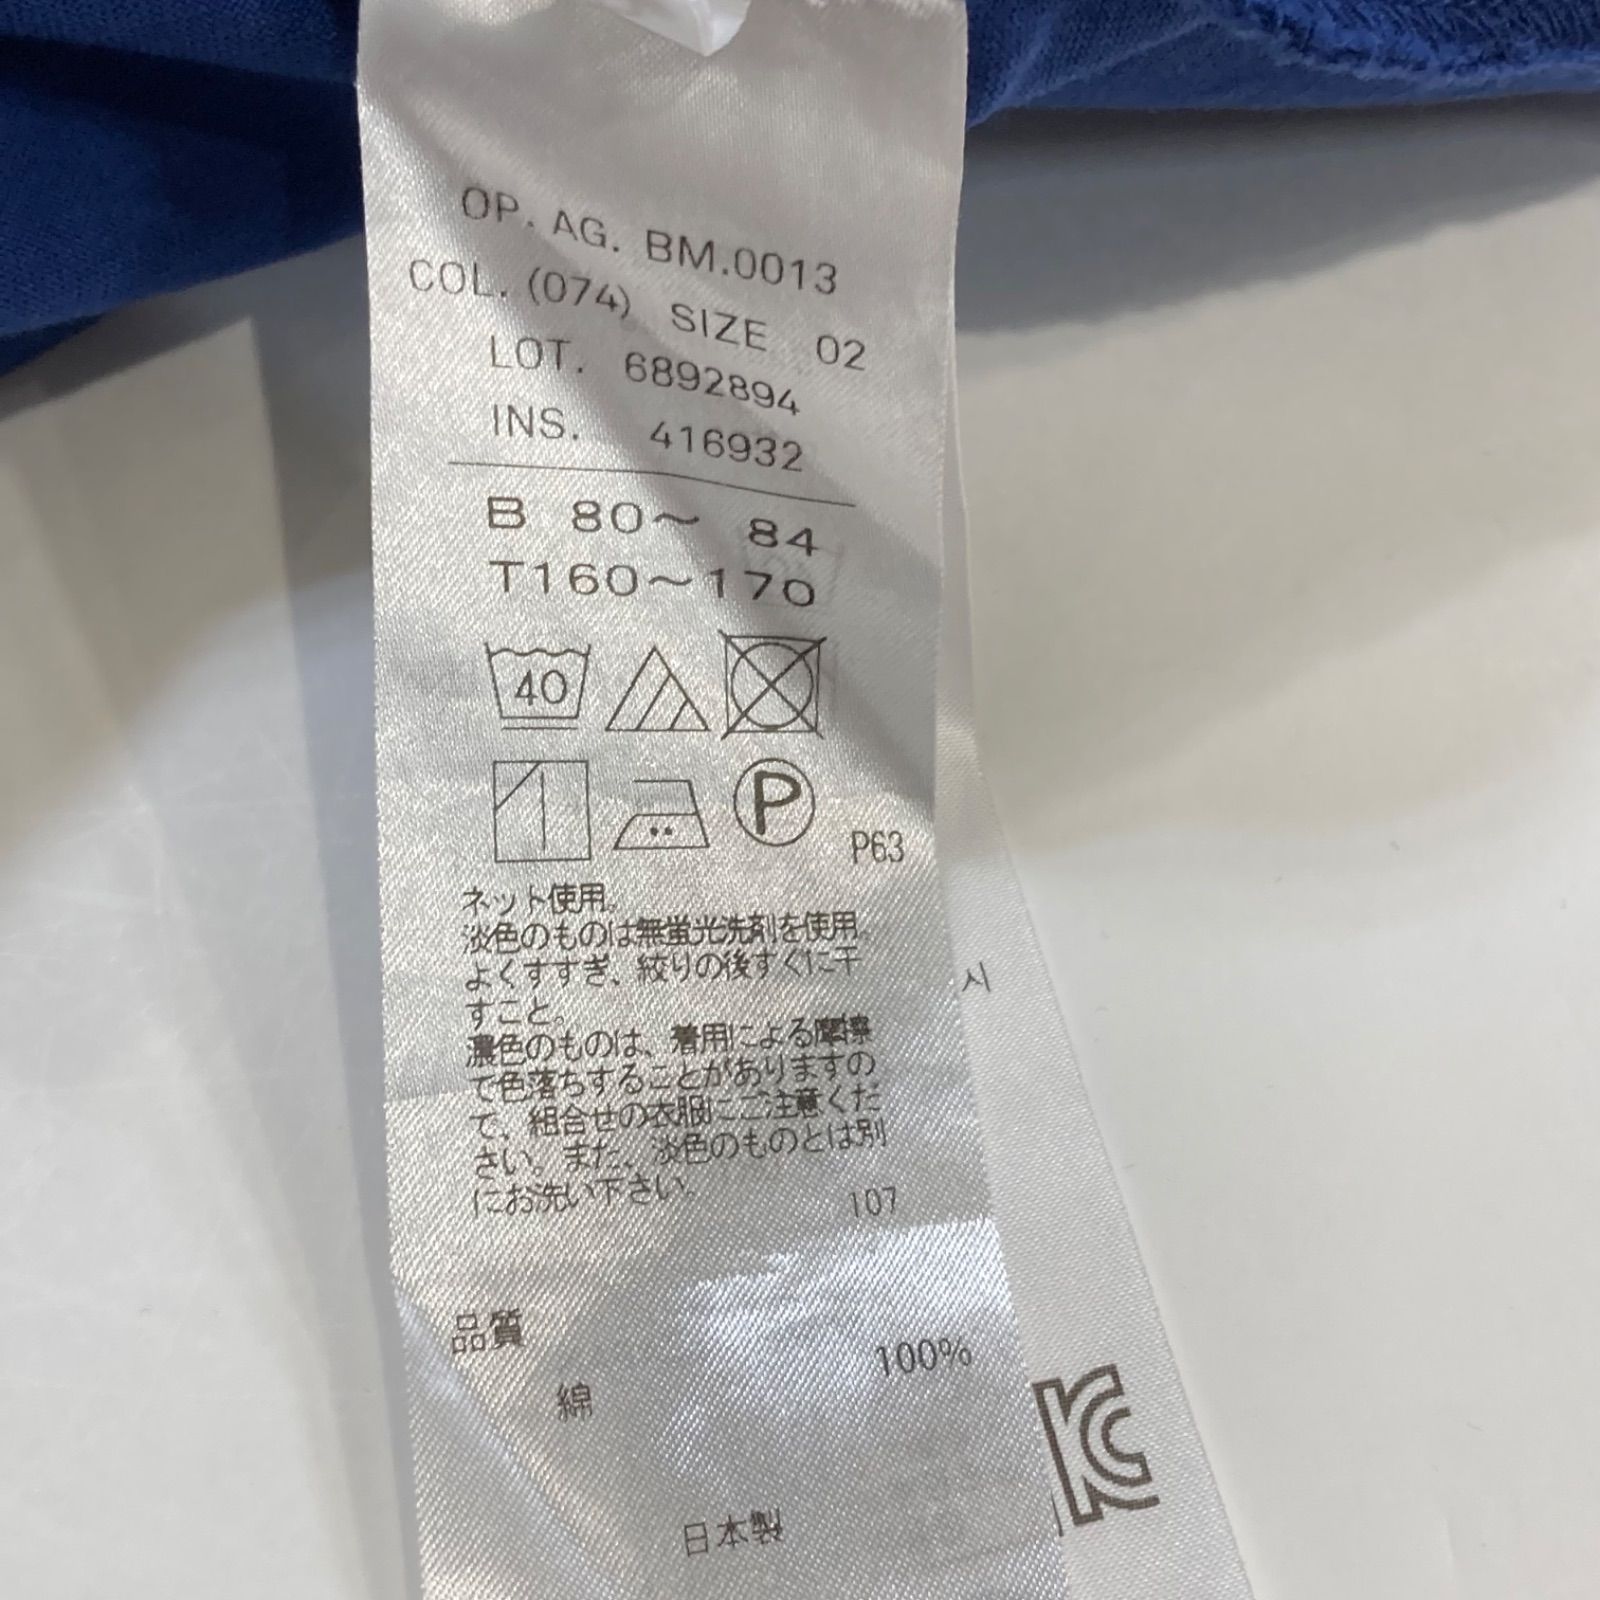 OP. AG. BM.0013
COL. (074) SIZE 02
LOT. 6892894
INS. 416932
B 80～ 84
T160～170
40
P
P63
ネット使用。
淡色のものは無蛍光洗剤を使用
よくすすぎ、絞りの後すぐに干
すこと。
濃色のものは、着用による摩擦
で色落ちすることがありますの
で、組合せの衣服にご注意くだ
さい。また、淡色のものとは別
にお洗い下さい。
107
品質
綿 100%
日本製
시
KC